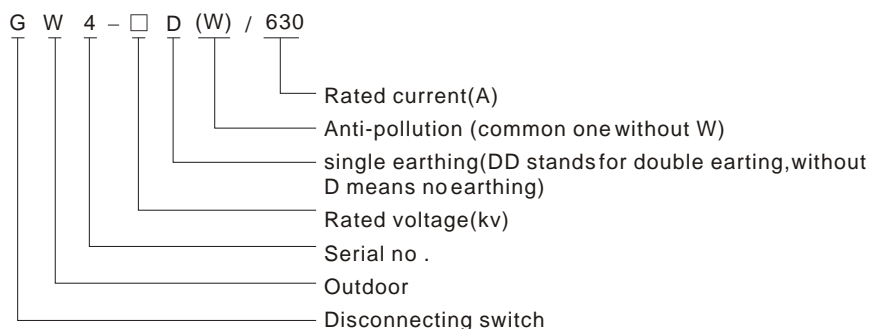 G W 4 – □ D (W) / 630
Rated current(A)
Anti-pollution (common one without W)
single earthing(DD stands for double earting,without
D means no earthing)
Rated voltage(kv)
Serial no .
Outdoor
Disconnecting switch